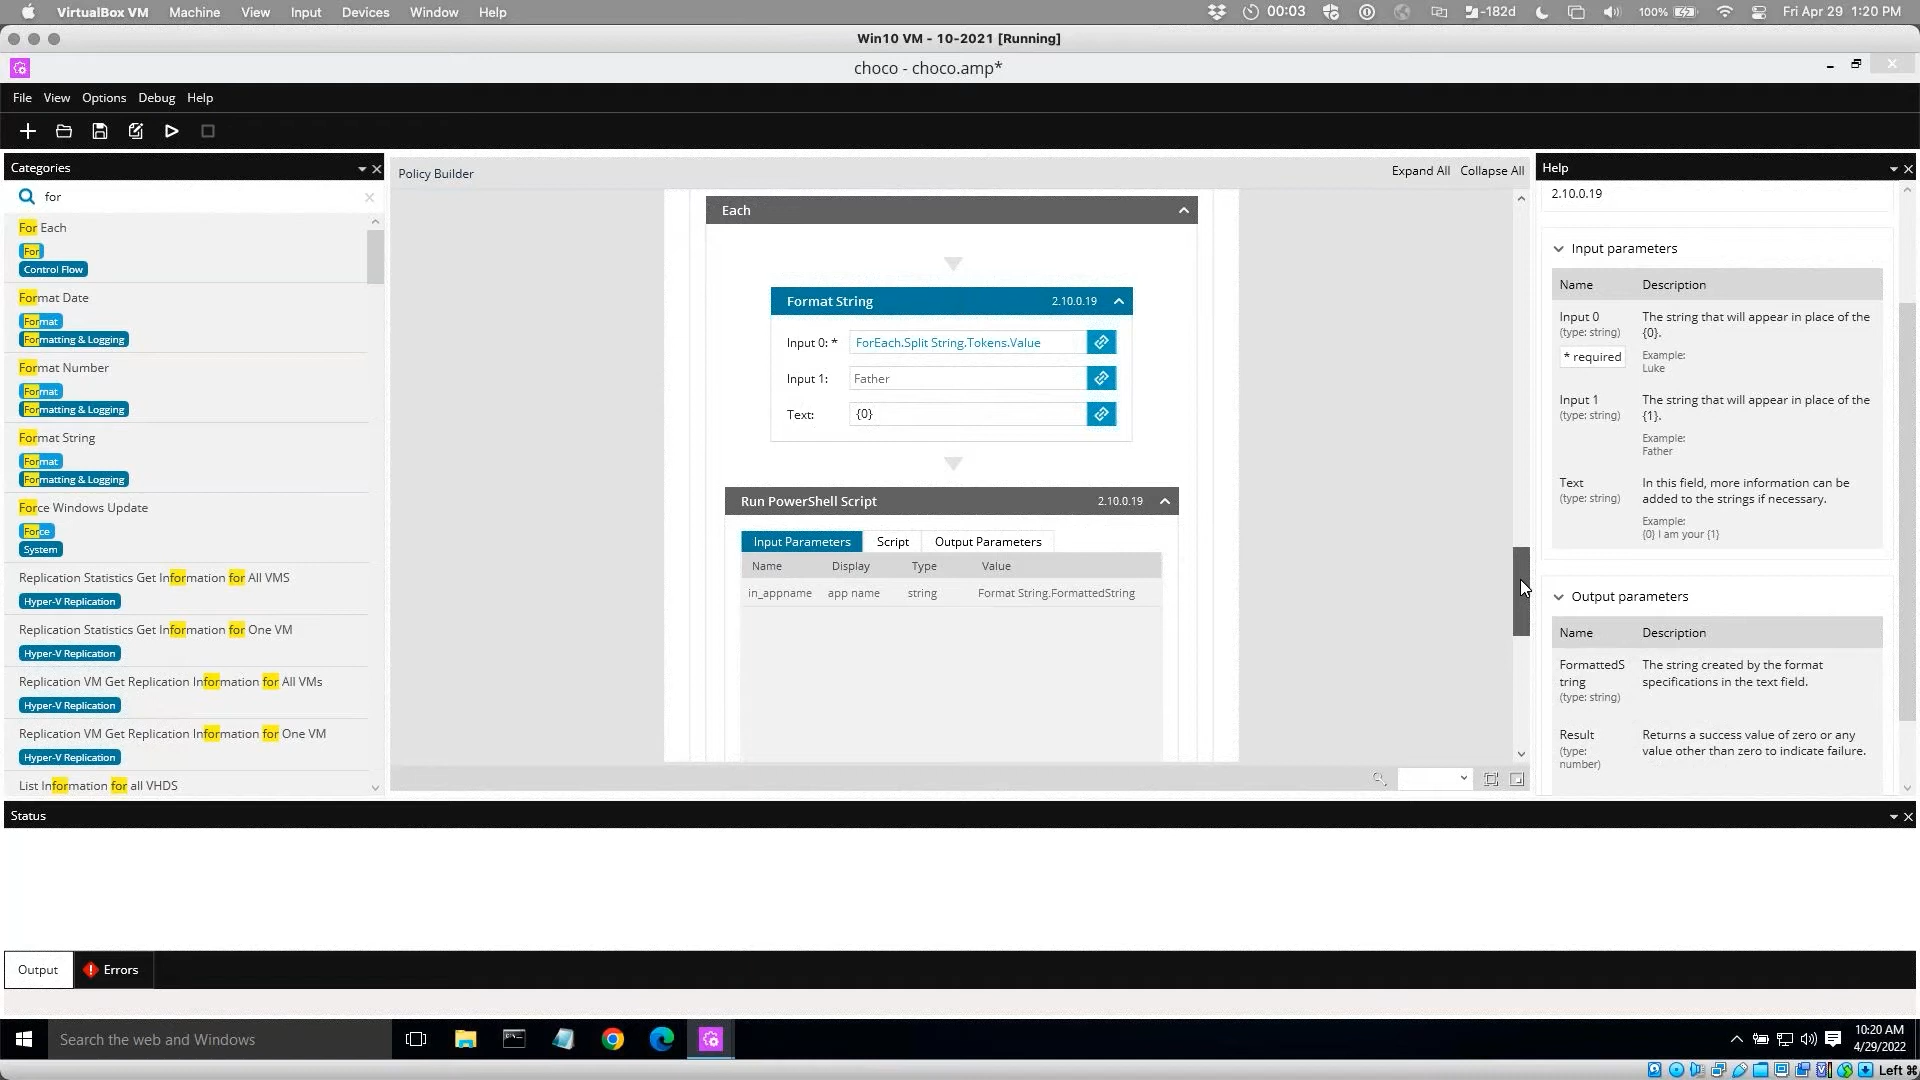 VirtualBox VM Machine View Input Devices Window Help 00:03 -182d 100% Fri Apr 29 1:20 PM
Win10 VM - 10-2021 [Running]
choco - choco.amp*
File View Options Debug Help
Categories
for
For Each
For
Control Flow
Format Date
Format
Formatting & Logging
Format Number
Format
Formatting & Logging
Format String
Format
Formatting & Logging
Force Windows Update
Force
System
Replication Statistics Get Information for All VMS
Hyper-V Replication
Replication Statistics Get Information for One VM
Hyper-V Replication
Replication VM Get Replication Information for All VMs
Hyper-V Replication
Replication VM Get Replication Information for One VM
Hyper-V Replication
List Information for all VHDS
Policy Builder
Expand All Collapse All
Each
Format String 2.10.0.19
Input 0: * ForEach.Split String.Tokens.Value
Input 1: Father
Text: {0}
Run PowerShell Script 2.10.0.19
Input Parameters Script Output Parameters
Name Display Type Value
in_appname app name string Format String.FormattedString
Help
2.10.0.19
Input parameters
Name Description
Input 0 The string that will appear in place of the
(type: string) {0}.
* required Example:
Luke
Input 1 The string that will appear in place of the
(type: string) {1}.
Example:
Father
Text In this field, more information can be
(type: string) added to the strings if necessary.
Example:
{0} I am your {1}
Output parameters
Name Description
FormattedS The string created by the format
tring specifications in the text field.
(type: string)
Result Returns a success value of zero or any
(type: value other than zero to indicate failure.
number)
Status
Output Errors
Search the web and Windows
10:20 AM
4/29/2022
Left ⌘